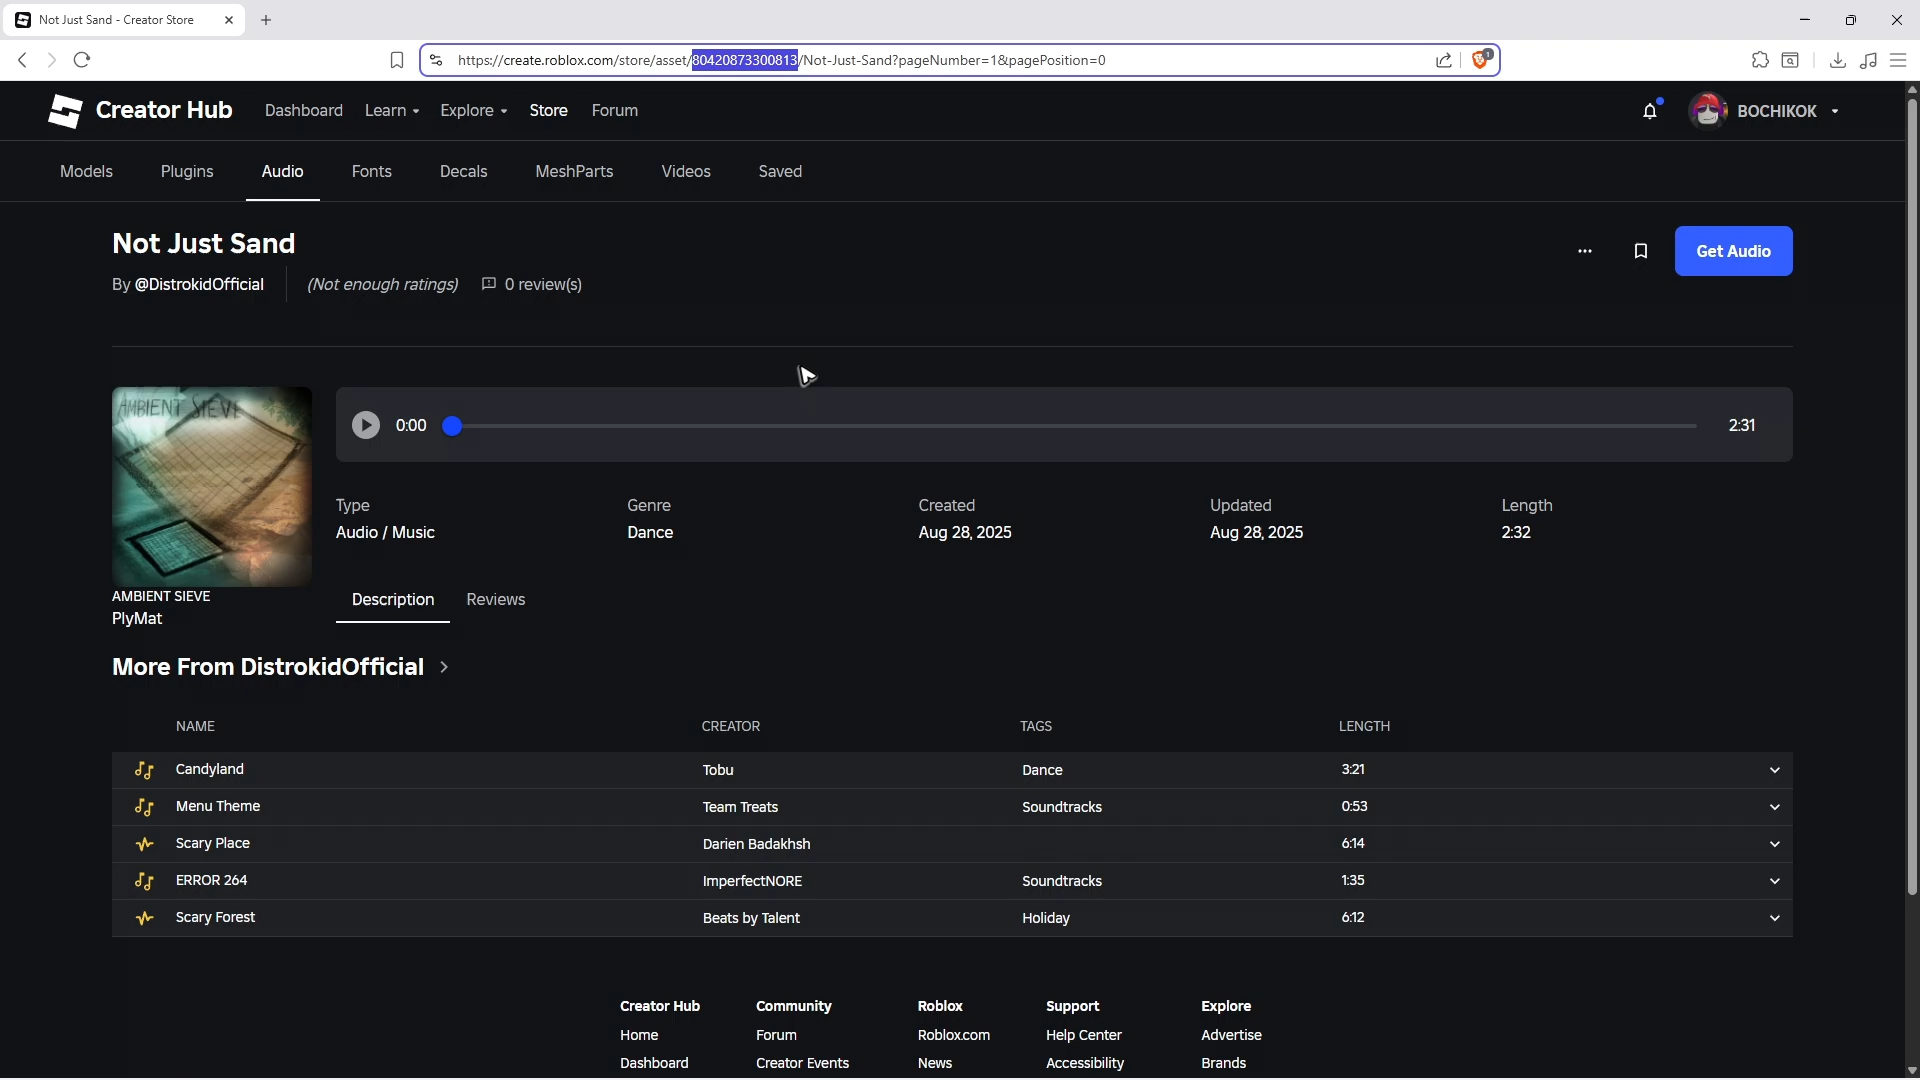 Not Just Sand - Creator Store
https://create.roblox.com/store/asset/80420873300813/Not-Just-Sand?pageNumber=1&pagePosition=0
1
Creator Hub Dashboard Learn Explore Store Forum BOCHIKOK
Models Plugins Audio Fonts Decals MeshParts Videos Saved
Not Just Sand
Get Audio
By @DistrokidOfficial (Not enough ratings) 0 review(s)
AMBIENT SIEVE
0:00 2:31
Type Genre Created Updated Length
Audio / Music Dance Aug 28, 2025 Aug 28, 2025 2:32
AMBIENT SIEVE
PlyMat
Description Reviews
More From DistrokidOfficial
NAME CREATOR TAGS LENGTH
Candyland Tobu Dance 3:21
Menu Theme Team Treats Soundtracks 0:53
Scary Place Darien Badakhsh 6:14
ERROR 264 ImperfectNORE Soundtracks 1:35
Scary Forest Beats by Talent Holiday 6:12
Creator Hub Community Roblox Support Explore
Home Forum Roblox.com Help Center Advertise
Dashboard Creator Events News Accessibility Brands